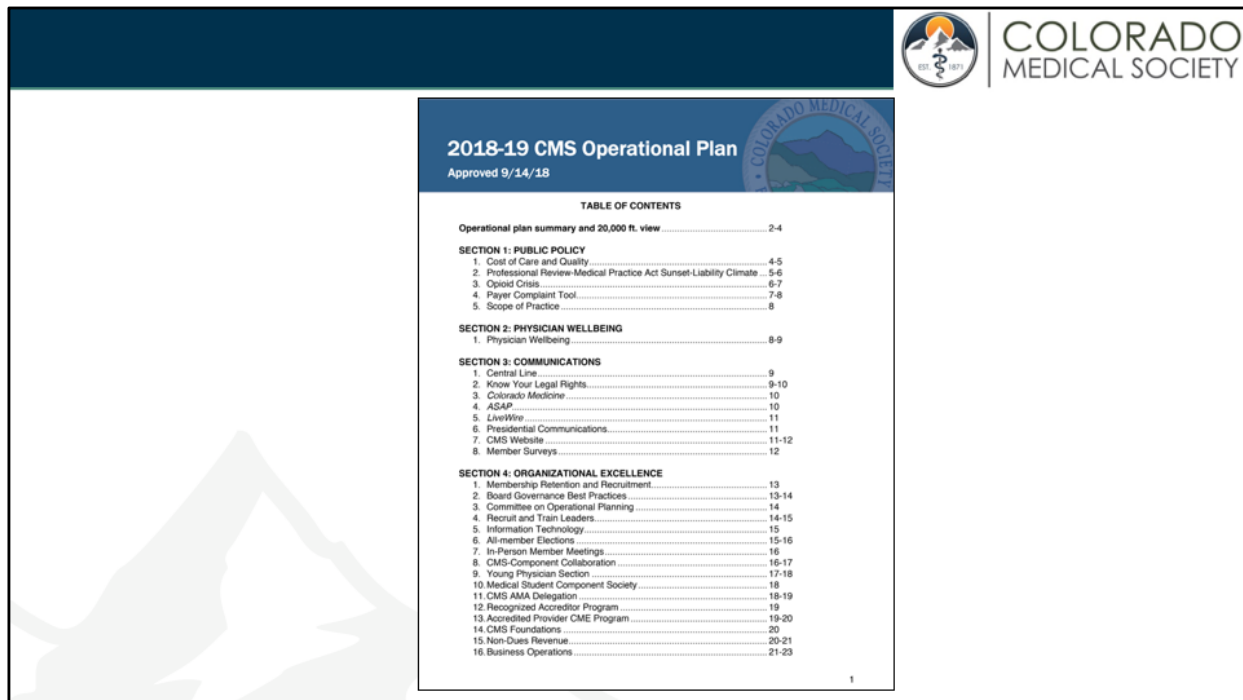 EST. 1871
COLORADO
MEDICAL SOCIETY
COLORADO MEDICAL SOCIETY
2018-19 CMS Operational Plan
Approved 9/14/18
TABLE OF CONTENTS
Operational plan summary and 20,000 ft. view ........ 2-4
SECTION 1: PUBLIC POLICY
1. Cost of Care and Quality ........ 4-5
2. Professional Review-Medical Practice Act Sunset-Liability Climate ... 5-6
3. Opioid Crisis ........ 6-7
4. Payer Complaint Tool ........ 7-8
5. Scope of Practice ........ 8
SECTION 2: PHYSICIAN WELLBEING
1. Physician Wellbeing ........ 8-9
SECTION 3: COMMUNICATIONS
1. Central Line ........ 9
2. Know Your Legal Rights ........ 9-10
3. Colorado Medicine ........ 10
4. ASAP ........ 10
5. LiveWire ........ 11
6. Presidential Communications ........ 11
7. CMS Website ........ 11-12
8. Member Surveys ........ 12
SECTION 4: ORGANIZATIONAL EXCELLENCE
1. Membership Retention and Recruitment ........ 13
2. Board Governance Best Practices ........ 13-14
3. Committee on Operational Planning ........ 14
4. Recruit and Train Leaders ........ 14-15
5. Information Technology ........ 15
6. All-member Elections ........ 15-16
7. In-Person Member Meetings ........ 16
8. CMS-Component Collaboration ........ 16-17
9. Young Physician Section ........ 17-18
10. Medical Student Component Society ........ 18
11. CMS AMA Delegation ........ 18-19
12. Recognized Accreditor Program ........ 19
13. Accredited Provider CME Program ........ 19-20
14. CMS Foundations ........ 20
15. Non-Dues Revenue ........ 20-21
16. Business Operations ........ 21-23
1